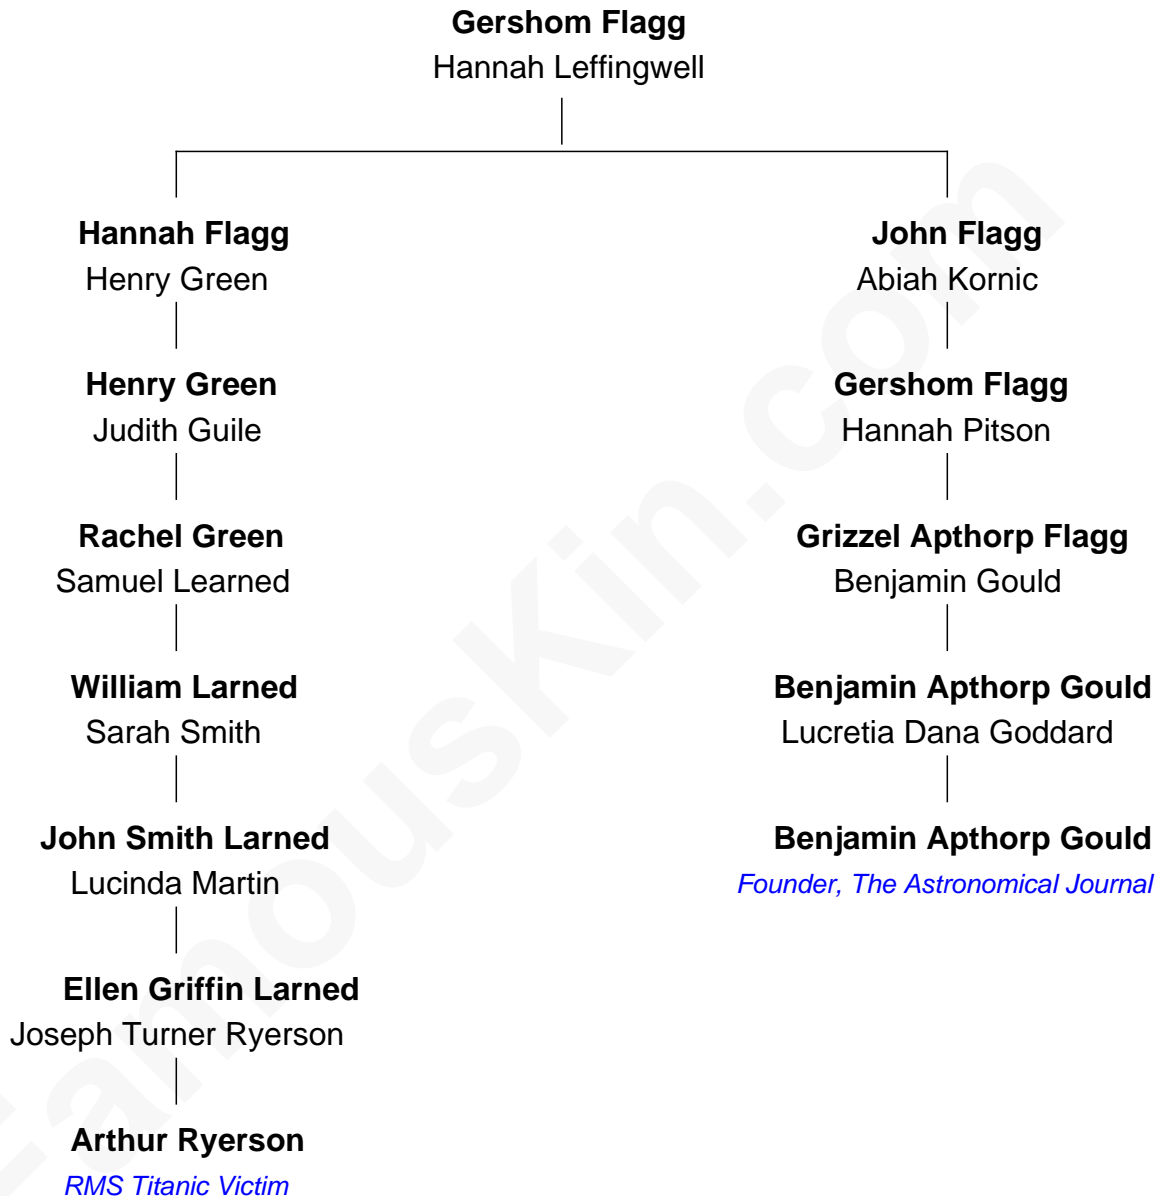 Gershom Flagg
Hannah Leffingwell
Hannah Flagg
Henry Green
John Flagg
Abiah Kornic
Henry Green
Judith Guile
Gershom Flagg
Hannah Pitson
Rachel Green
Samuel Learned
Grizzel Apthorp Flagg
Benjamin Gould
William Larned
Sarah Smith
Benjamin Apthorp Gould
Lucretia Dana Goddard
John Smith Larned
Lucinda Martin
Benjamin Apthorp Gould
Founder, The Astronomical Journal
Ellen Griffin Larned
Joseph Turner Ryerson
Arthur Ryerson
RMS Titanic Victim
FamousKin.com